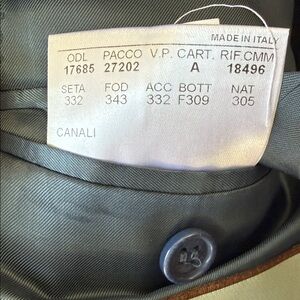 MADE IN ITALY
ODL PACCO V.P. CART. RIF.CMM
17685 27202 A 18496
SETA FOD ACC BOTT NAT
332 343 332 F309 305
CANALI